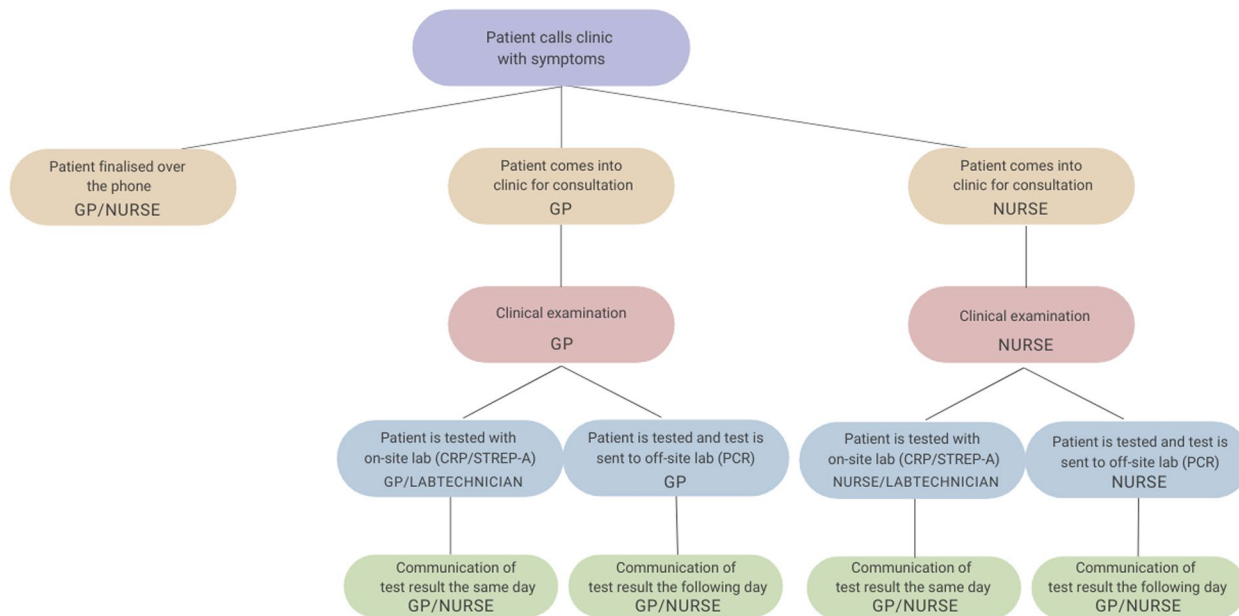 Patient calls clinic
with symptoms
Patient finalised over
the phone
GP/NURSE
Patient comes into
clinic for consultation
GP
Patient comes into
clinic for consultation
NURSE
Clinical examination
GP
Clinical examination
NURSE
Patient is tested with
on-site lab (CRP/STREP-A)
GP/LABTECHNICIAN
Patient is tested and test is
sent to off-site lab (PCR)
GP
Patient is tested with
on-site lab (CRP/STREP-A)
NURSE/LABTECHNICIAN
Patient is tested and test is
sent to off-site lab (PCR)
NURSE
Communication of
test result the same day
GP/NURSE
Communication of
test result the following day
GP/NURSE
Communication of
test result the same day
GP/NURSE
Communication of
test result the following day
GP/NURSE